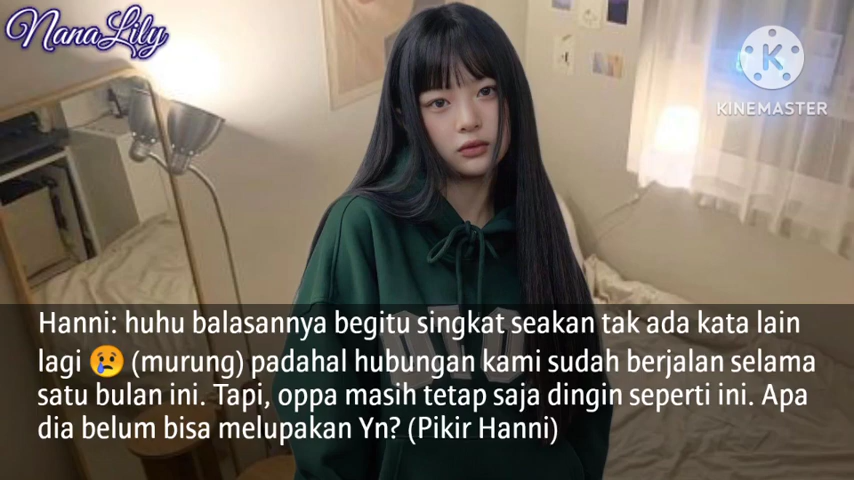 NanaLily
KINEMASTER
Hanni: huhu balasannya begitu singkat seakan tak ada kata lain
lagi 😢 (murung) padahal hubungan kami sudah berjalan selama
satu bulan ini. Tapi, oppa masih tetap saja dingin seperti ini. Apa
dia belum bisa melupakan Yn? (Pikir Hanni)